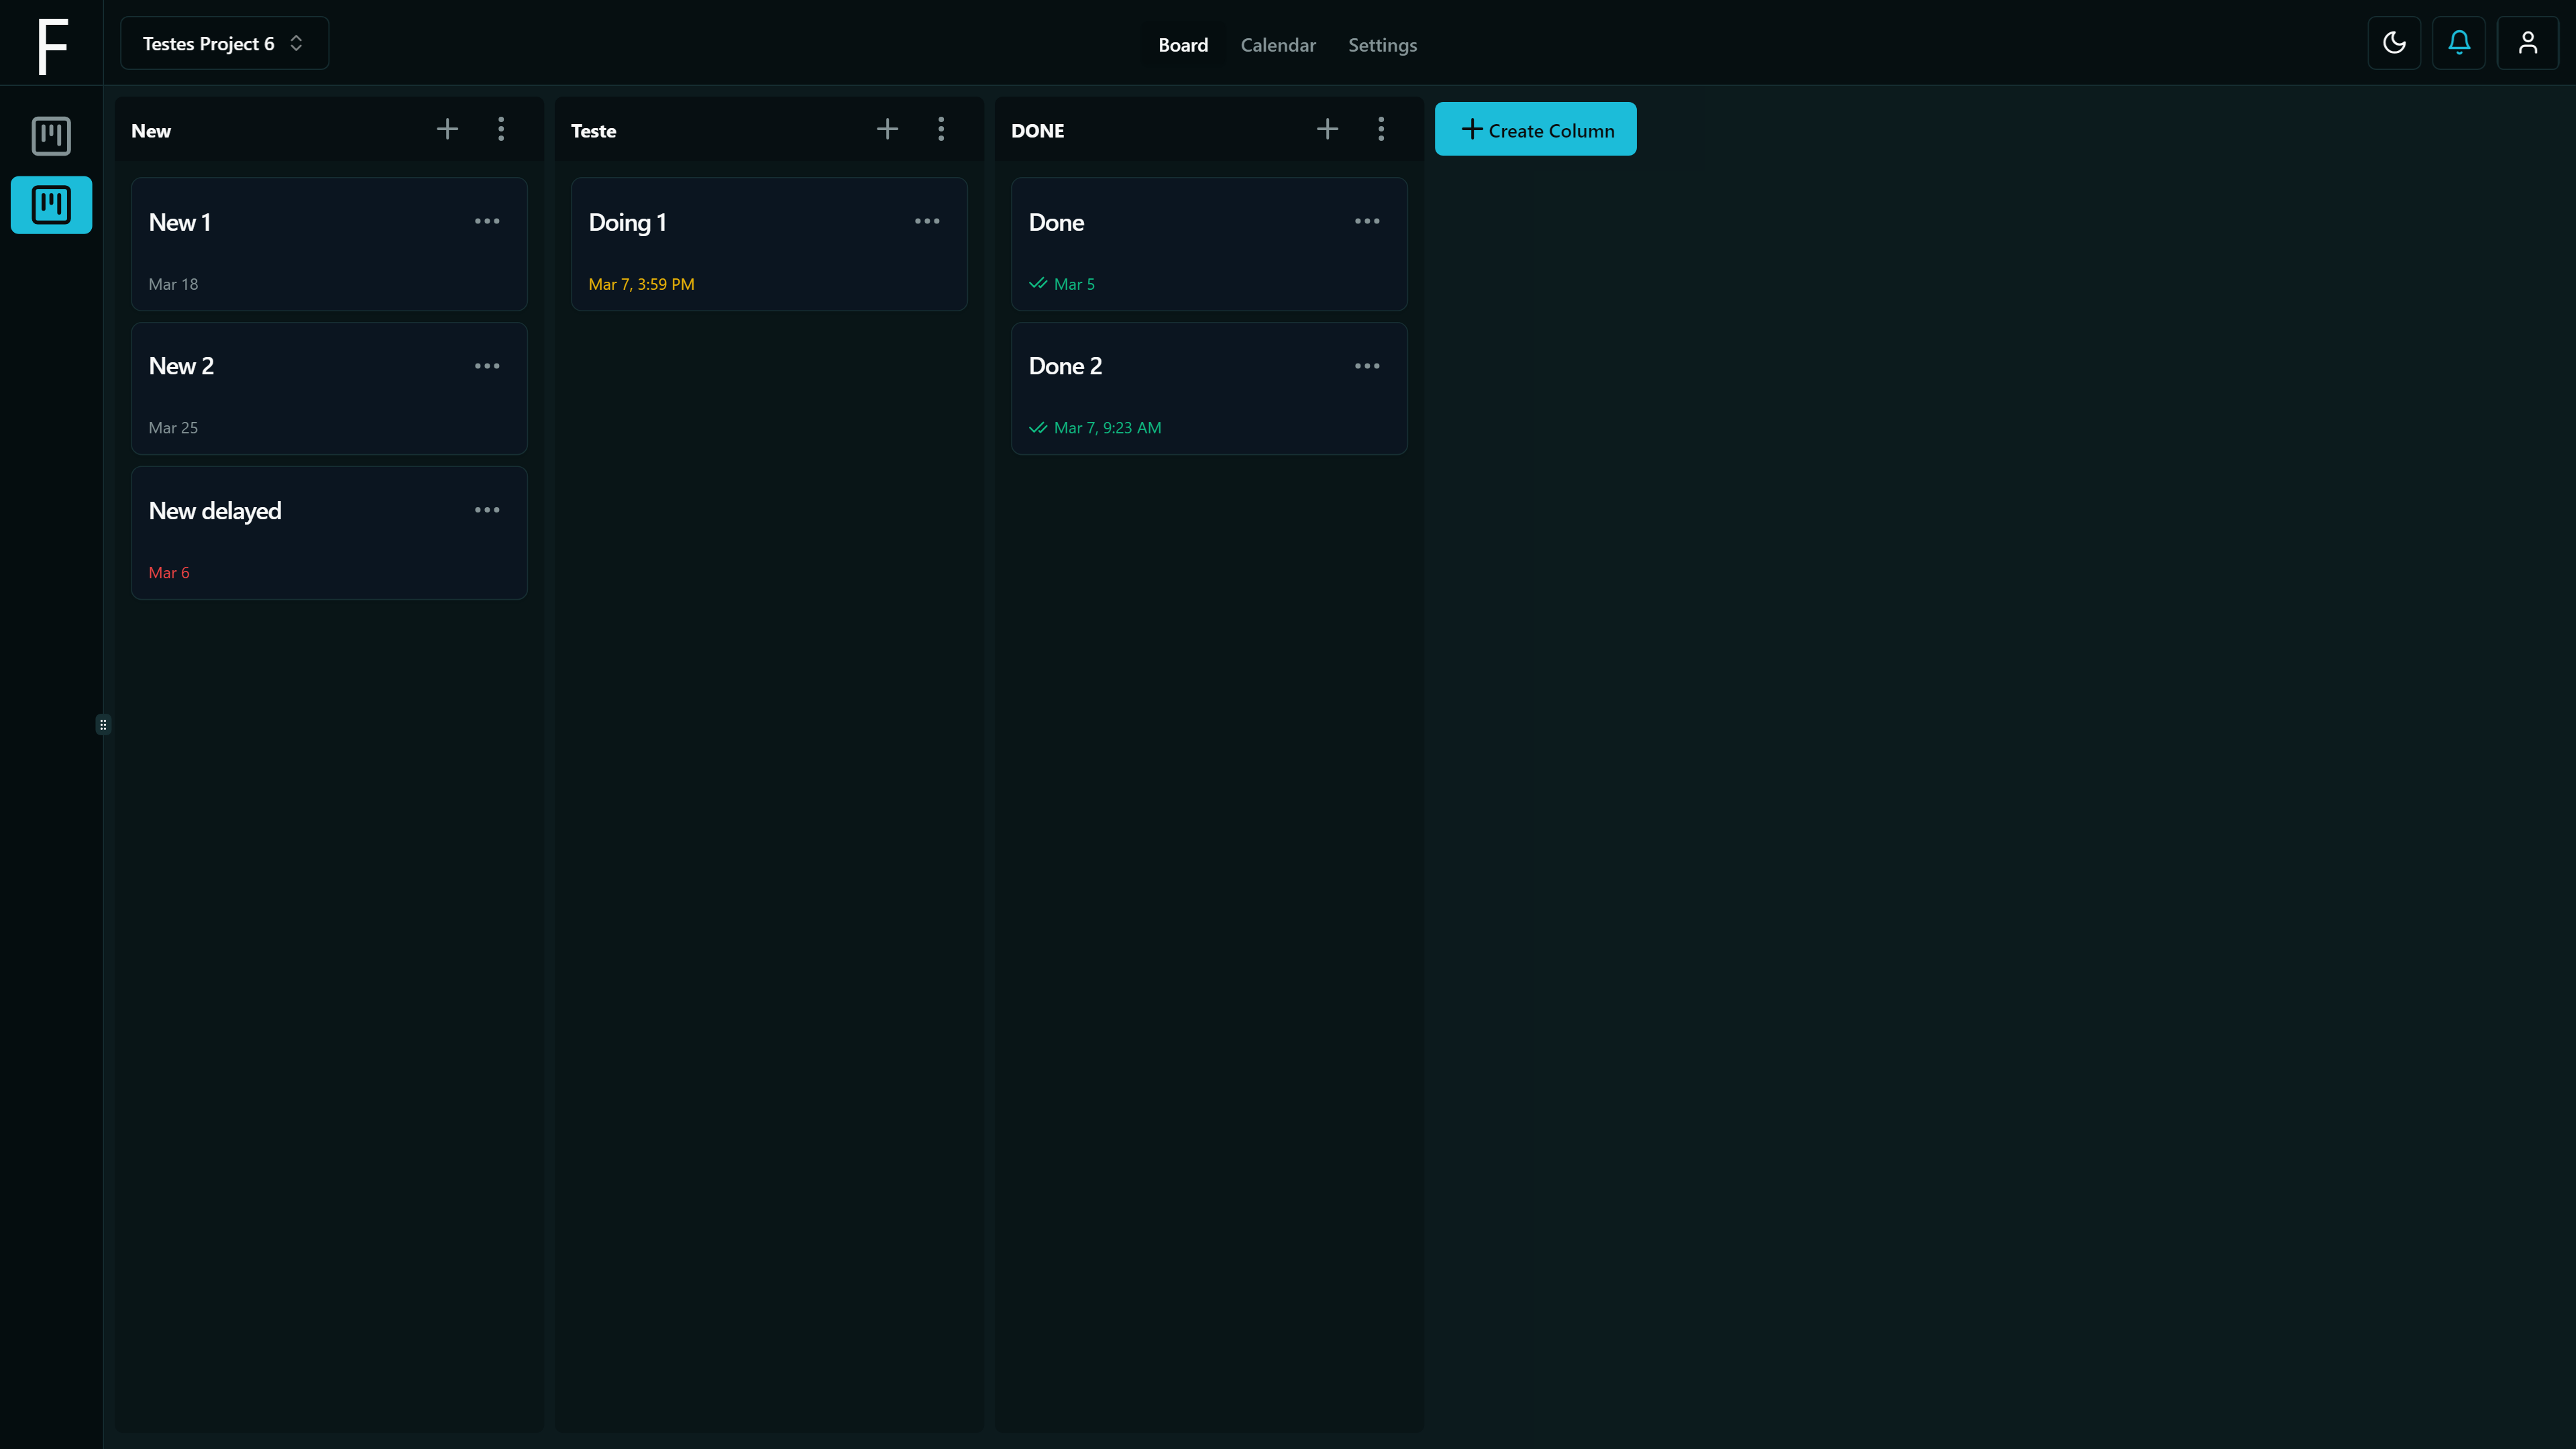 F
Testes Project 6
Board
Calendar
Settings
New
New 1
Mar 18
New 2
Mar 25
New delayed
Mar 6
Teste
Doing 1
Mar 7, 3:59 PM
DONE
Done
Mar 5
Done 2
Mar 7, 9:23 AM
Create Column